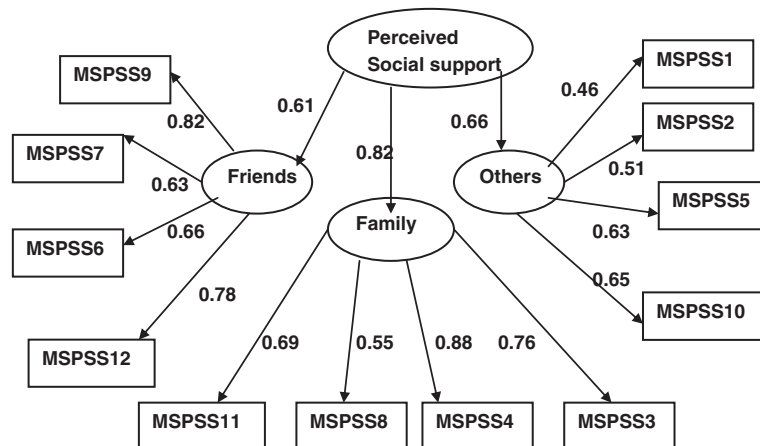 Perceived
Social support
MSPSS9
MSPSS1
0.61
0.46
0.82
0.66
MSPSS2
MSPSS7
0.82
0.51
Friends
0.63
Others
MSPSS5
0.66
Family
0.63
MSPSS6
0.65
0.78
MSPSS10
MSPSS12
0.69
0.55
0.88
0.76
MSPSS11
MSPSS8
MSPSS4
MSPSS3